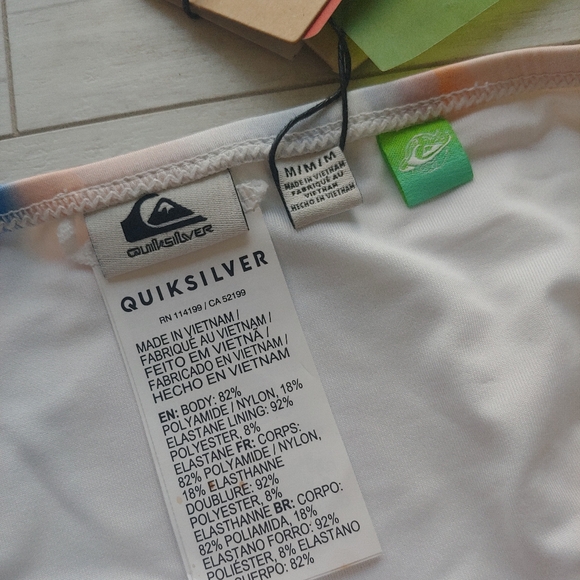 QUIKSILVER
M/M/M
MADE IN VIETNAM
FABRIQUÉ AU
VIETNAM
HECHO EN VIETNAM
QUIKSILVER
RN 114199 / CA 52199
MADE IN VIETNAM /
FABRIQUÉ AU VIETNAM /
FEITO EM VIETNÃ /
FABRICADO EN VIETNAM /
HECHO EN VIETNAM
EN: BODY: 82%
POLYAMIDE / NYLON, 18%
ELASTANE LINING: 92%
POLYESTER, 8%
ELASTANE FR: CORPS:
82% POLYAMIDE / NYLON,
18% ELASTHANNE
DOUBLURE: 92%
POLYESTER, 8%
ELASTHANNE BR: CORPO:
82% POLIAMIDA, 18%
ELASTANO FORRO: 92%
POLIÉSTER, 8% ELASTANO
CUERPO: 82%